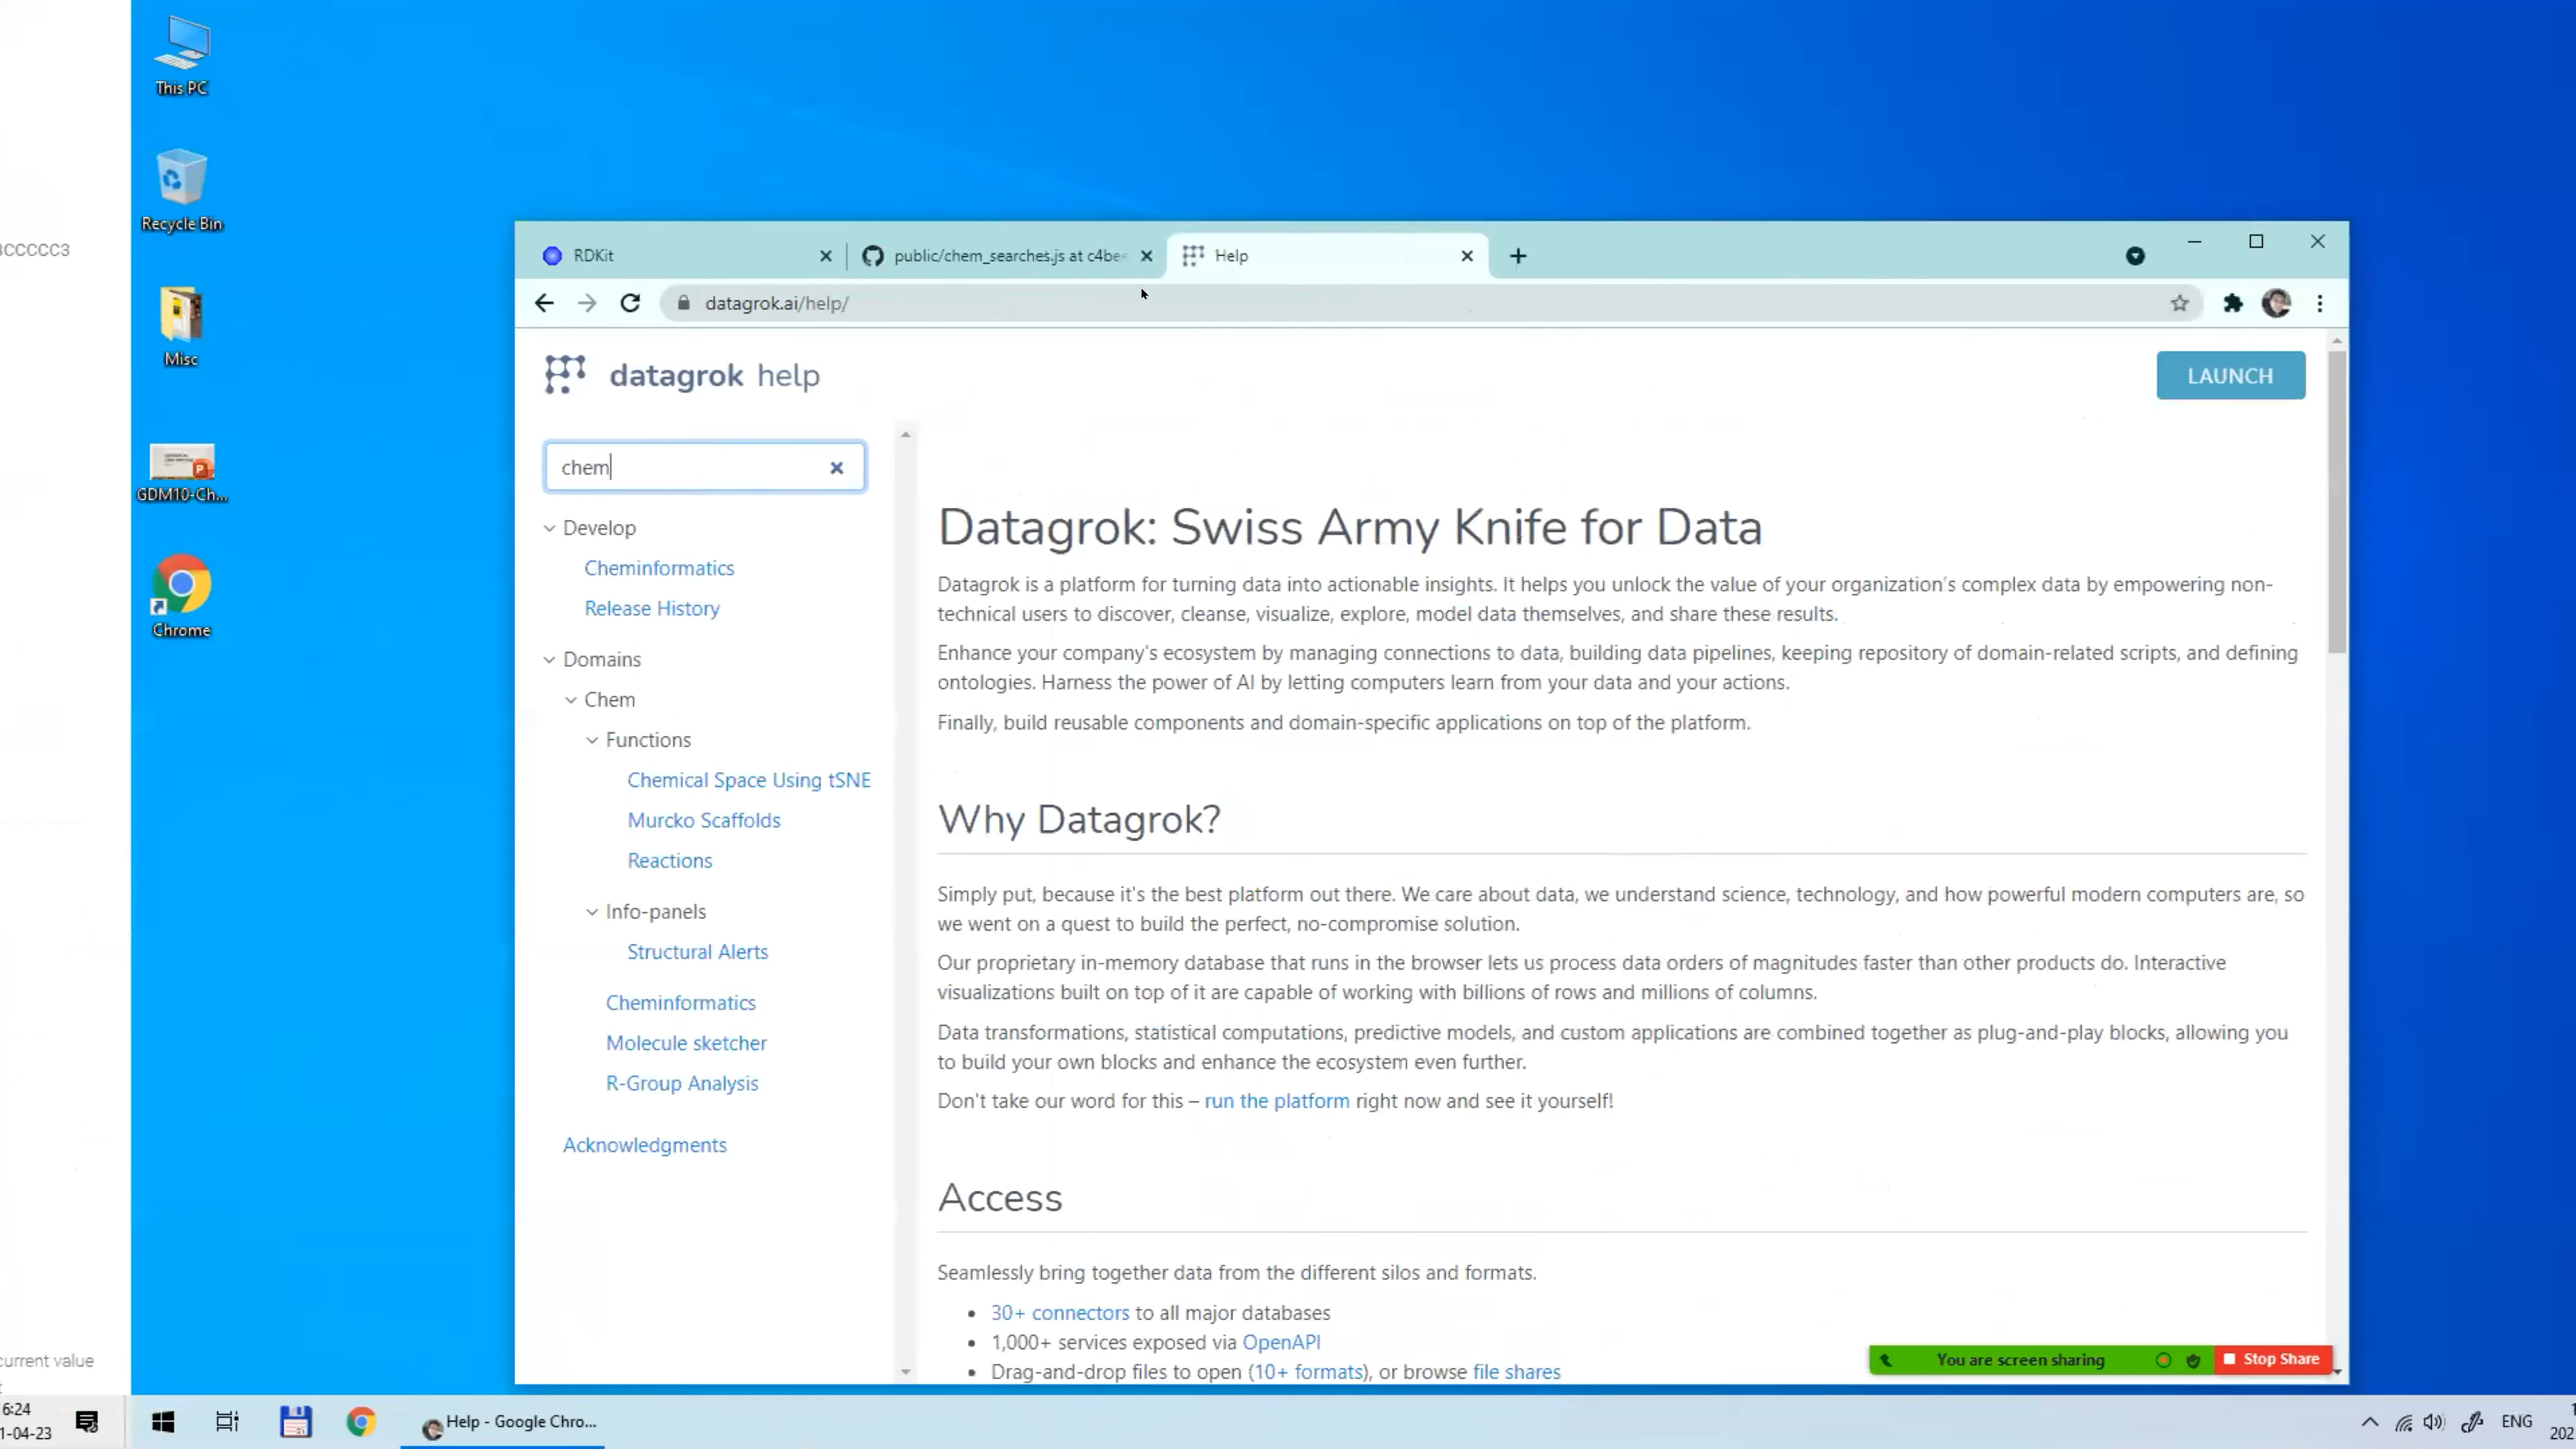 This PC
Recycle Bin
Misc
GDM10-Ch...
Chrome
3CCCCC3
current value
6:24
1-04-23
RDKit
public/chem_searches.js at c4be
Help
datagrok.ai/help/
datagrok help
LAUNCH
chem
Develop
Cheminformatics
Release History
Domains
Chem
Functions
Chemical Space Using tSNE
Murcko Scaffolds
Reactions
Info-panels
Structural Alerts
Cheminformatics
Molecule sketcher
R-Group Analysis
Acknowledgments
Datagrok: Swiss Army Knife for Data
Datagrok is a platform for turning data into actionable insights. It helps you unlock the value of your organization's complex data by empowering non-
technical users to discover, cleanse, visualize, explore, model data themselves, and share these results.
Enhance your company's ecosystem by managing connections to data, building data pipelines, keeping repository of domain-related scripts, and defining
ontologies. Harness the power of AI by letting computers learn from your data and your actions.
Finally, build reusable components and domain-specific applications on top of the platform.
Why Datagrok?
Simply put, because it's the best platform out there. We care about data, we understand science, technology, and how powerful modern computers are, so
we went on a quest to build the perfect, no-compromise solution.
Our proprietary in-memory database that runs in the browser lets us process data orders of magnitudes faster than other products do. Interactive
visualizations built on top of it are capable of working with billions of rows and millions of columns.
Data transformations, statistical computations, predictive models, and custom applications are combined together as plug-and-play blocks, allowing you
to build your own blocks and enhance the ecosystem even further.
Don't take our word for this – run the platform right now and see it yourself!
Access
Seamlessly bring together data from the different silos and formats.
• 30+ connectors to all major databases
• 1,000+ services exposed via OpenAPI
• Drag-and-drop files to open (10+ formats), or browse file shares
You are screen sharing
Stop Share
Help - Google Chro...
ENG
1
202